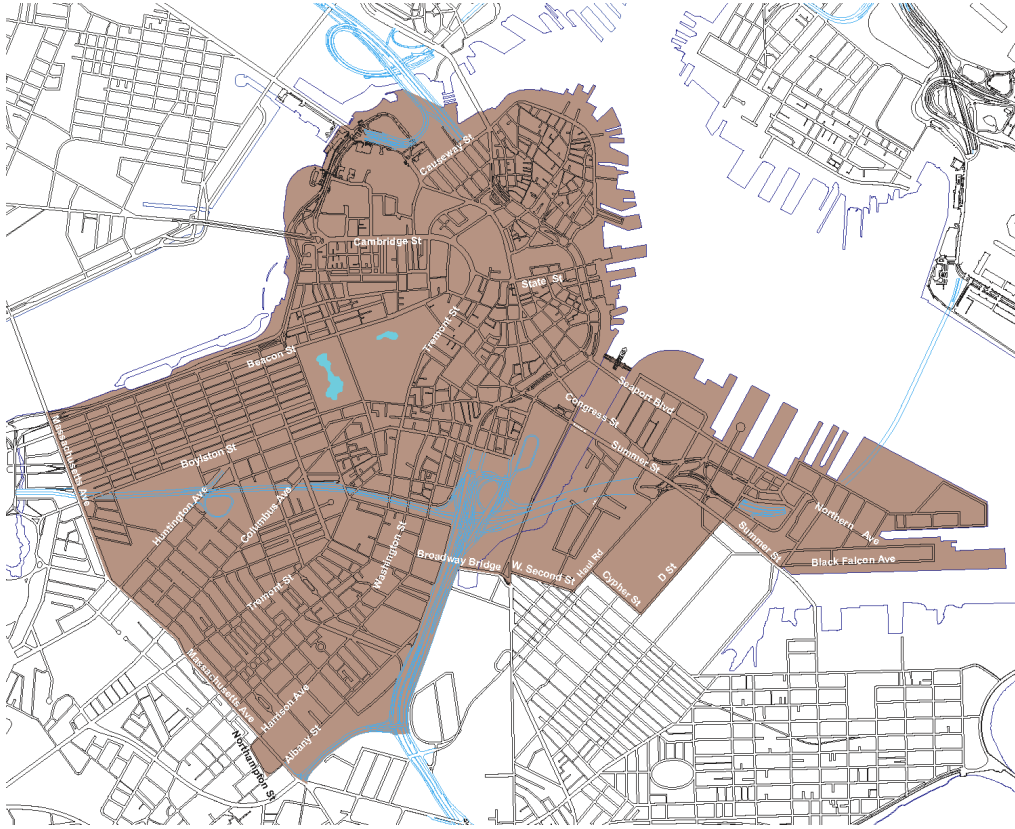 Causeway St
Cambridge St
State St
Tremont St
Beacon St
Seaport Blvd
Congress St
Massachusetts Ave
Boylston St
Summer St
Huntington Ave
Columbus Ave
Northern Ave
Washington St
Summer St
Broadway Bridge
W. Second St
Haul Rd
Cypher St
D St
Black Falcon Ave
Tremont St
Massachusetts Ave
Harrison Ave
Albany St
Northampton St